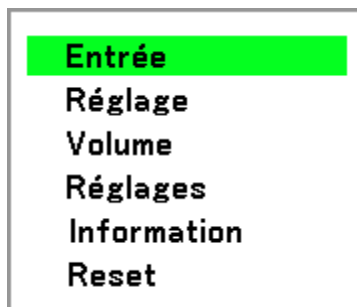 Entrée
Réglage
Volume
Réglages
Information
Reset